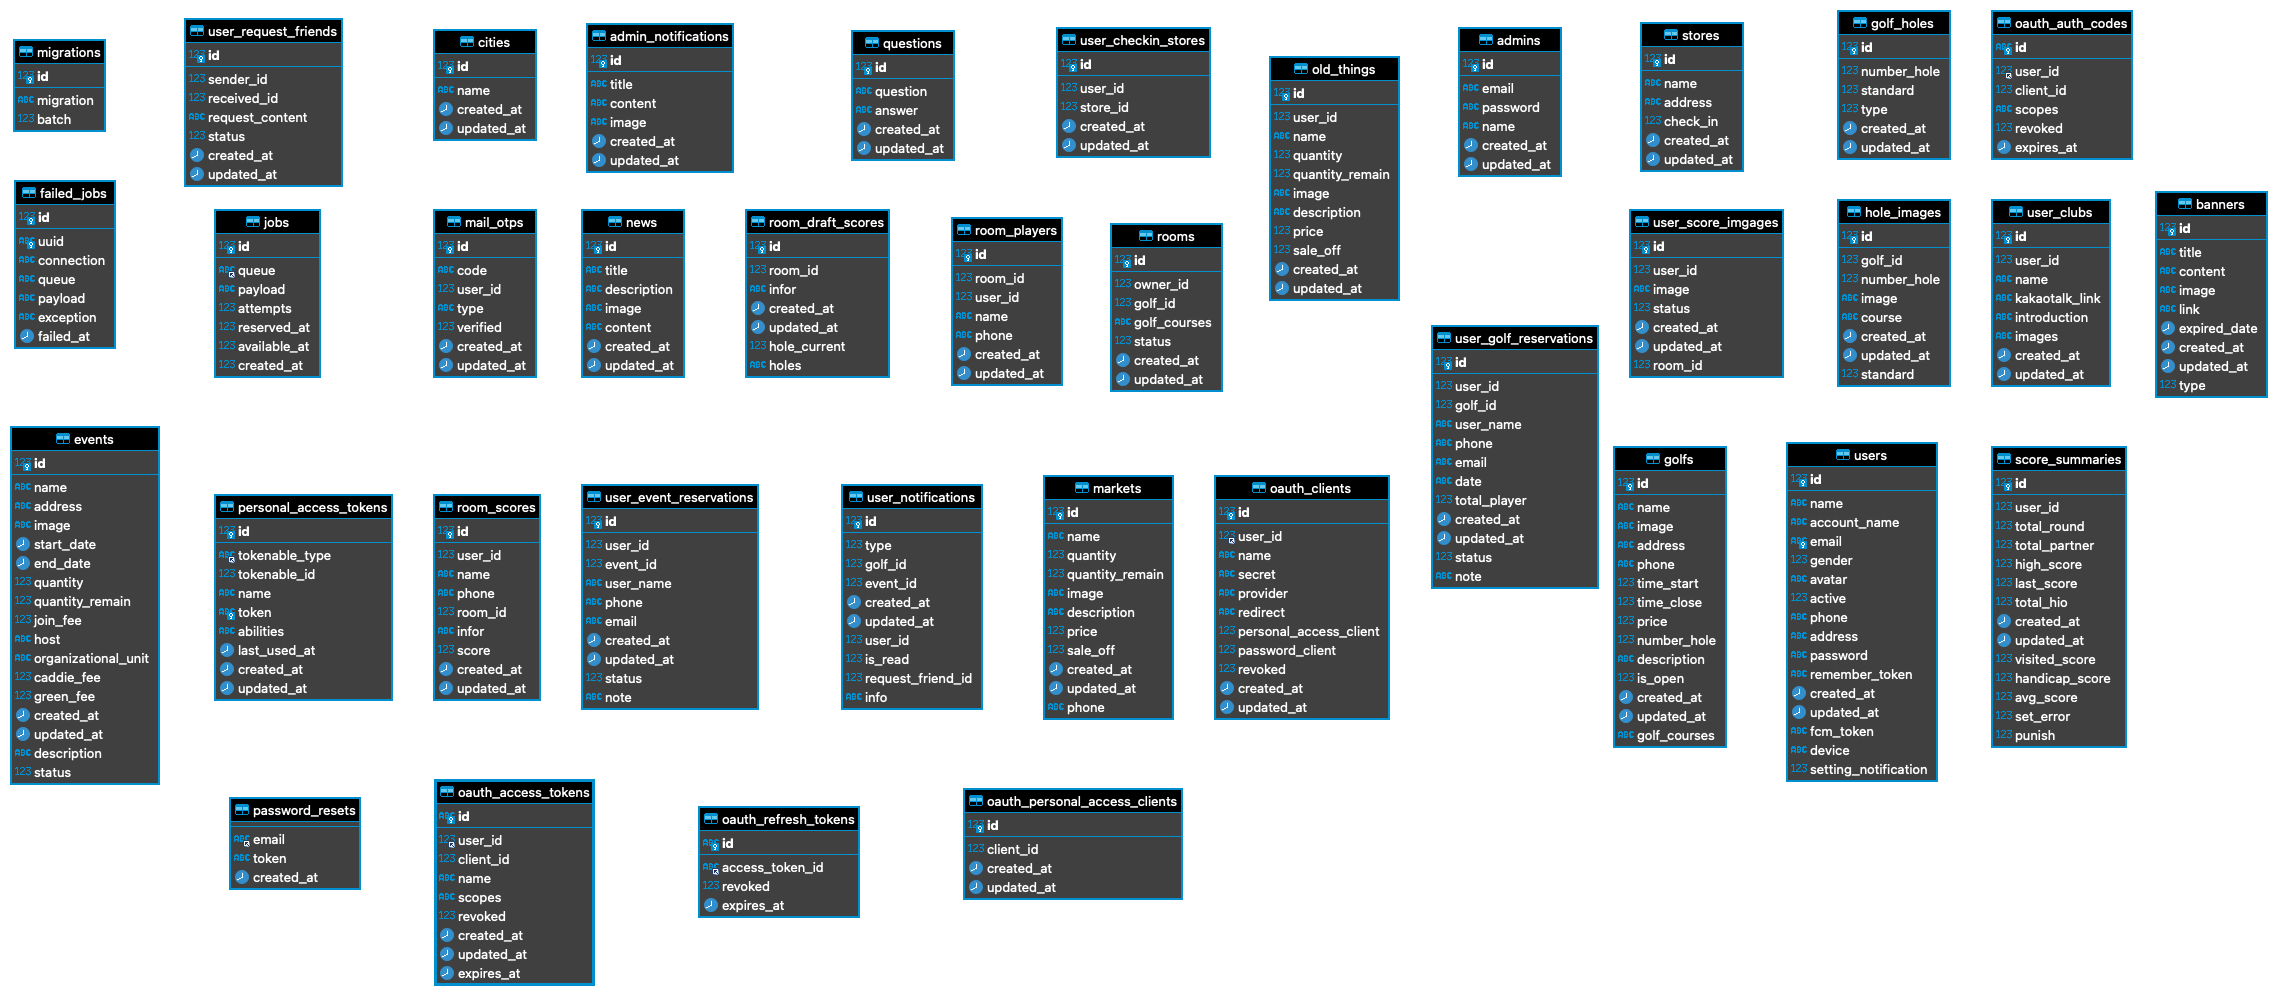 migrations
id
migration
batch
user_request_friends
id
sender_id
received_id
request_content
status
created_at
updated_at
cities
id
name
created_at
updated_at
admin_notifications
id
title
content
image
created_at
updated_at
questions
id
question
answer
created_at
updated_at
user_checkin_stores
id
user_id
store_id
created_at
updated_at
old_things
id
user_id
name
quantity
quantity_remain
image
description
price
sale_off
created_at
updated_at
admins
id
email
password
name
created_at
updated_at
stores
id
name
address
check_in
created_at
updated_at
golf_holes
id
number_hole
standard
type
created_at
updated_at
oauth_auth_codes
id
user_id
client_id
scopes
revoked
expires_at
failed_jobs
id
uuid
connection
queue
payload
exception
failed_at
jobs
id
queue
payload
attempts
reserved_at
available_at
created_at
mail_otps
id
code
user_id
type
verified
created_at
updated_at
news
id
title
description
image
content
created_at
updated_at
room_draft_scores
id
room_id
infor
created_at
updated_at
hole_current
holes
room_players
id
room_id
user_id
name
phone
created_at
updated_at
rooms
id
owner_id
golf_id
golf_courses
status
created_at
updated_at
user_golf_reservations
id
user_id
golf_id
user_name
phone
email
date
total_player
created_at
updated_at
status
note
user_score_imgages
id
user_id
image
status
created_at
updated_at
room_id
hole_images
id
golf_id
number_hole
image
course
created_at
updated_at
standard
user_clubs
id
user_id
name
kakaotalk_link
introduction
images
created_at
updated_at
banners
id
title
content
image
link
expired_date
created_at
updated_at
type
events
id
name
address
image
start_date
end_date
quantity
quantity_remain
join_fee
host
organizational_unit
caddie_fee
green_fee
created_at
updated_at
description
status
personal_access_tokens
id
tokenable_type
tokenable_id
name
token
abilities
last_used_at
created_at
updated_at
room_scores
id
user_id
name
phone
room_id
infor
score
created_at
updated_at
user_event_reservations
id
user_id
event_id
user_name
phone
email
created_at
updated_at
status
note
user_notifications
id
type
golf_id
event_id
created_at
updated_at
user_id
is_read
request_friend_id
info
markets
id
name
quantity
quantity_remain
image
description
price
sale_off
created_at
updated_at
phone
oauth_clients
id
user_id
name
secret
provider
redirect
personal_access_client
password_client
revoked
created_at
updated_at
golfs
id
name
image
address
phone
time_start
time_close
price
number_hole
description
is_open
created_at
updated_at
golf_courses
users
id
name
account_name
email
gender
avatar
active
phone
address
password
remember_token
created_at
updated_at
fcm_token
device
setting_notification
score_summaries
id
user_id
total_round
total_partner
high_score
last_score
total_hio
created_at
updated_at
visited_score
handicap_score
avg_score
set_error
punish
password_resets
email
token
created_at
oauth_access_tokens
id
user_id
client_id
name
scopes
revoked
created_at
updated_at
expires_at
oauth_refresh_tokens
id
access_token_id
revoked
expires_at
oauth_personal_access_clients
id
client_id
created_at
updated_at